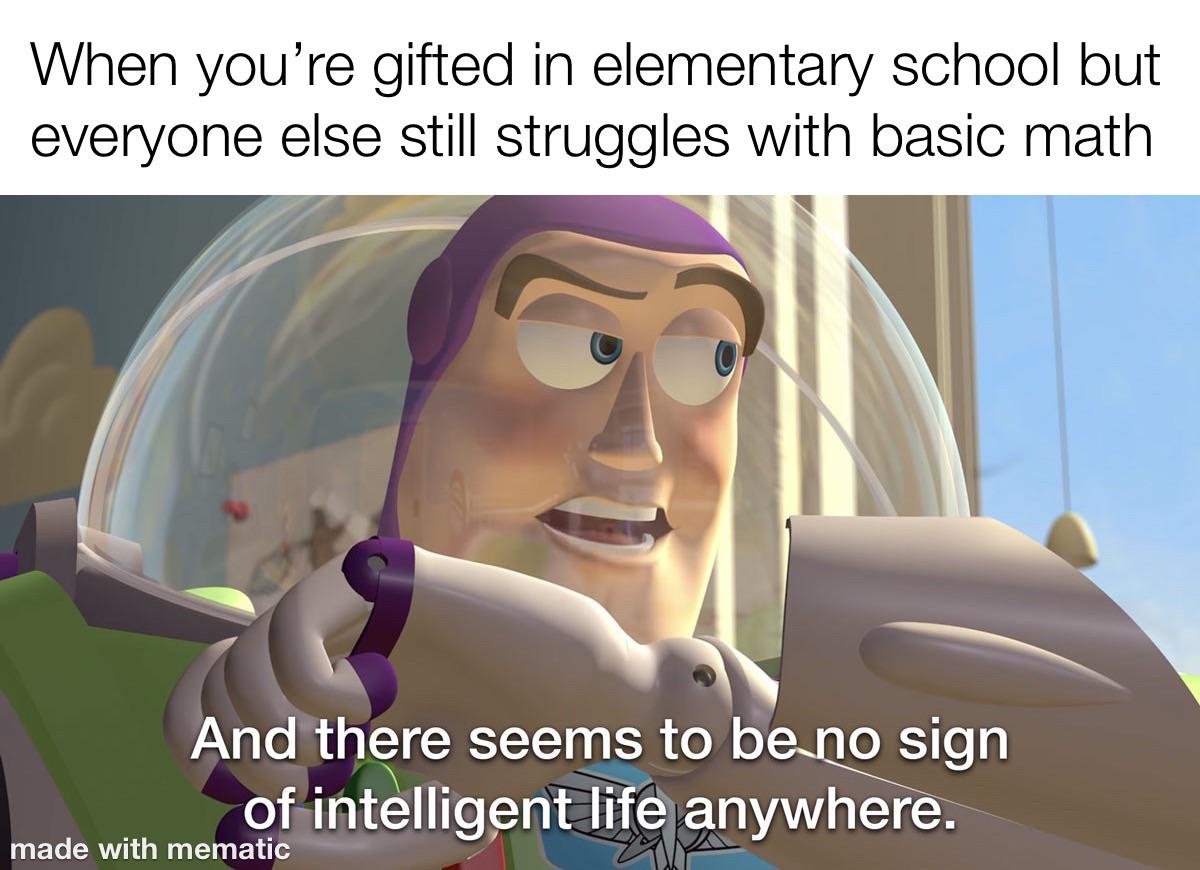 When you’re gifted in elementary school but
everyone else still struggles with basic math
And there seems to be no sign
of intelligent life anywhere.
made with mematic